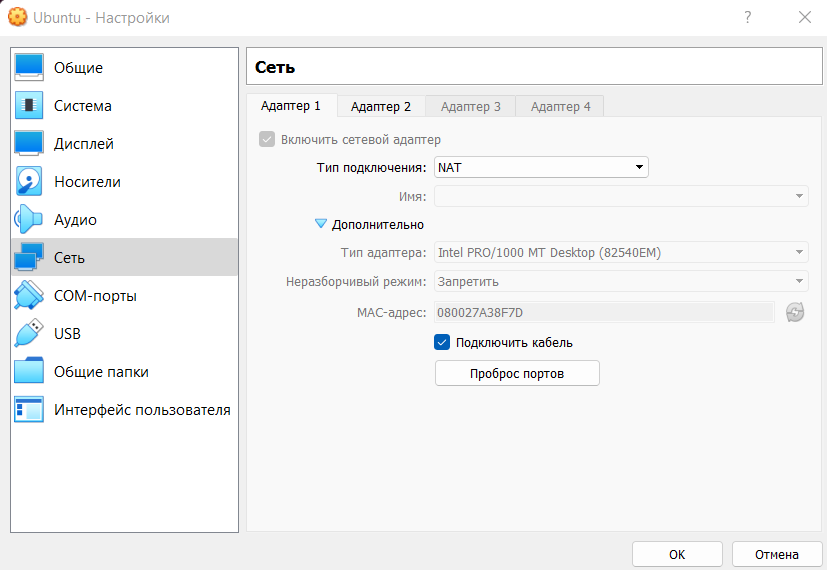 Ubuntu - Настройки
?
Общие
Система
Дисплей
Носители
Аудио
Сеть
COM-порты
USB
Общие папки
Интерфейс пользователя
Сеть
Адаптер 1 Адаптер 2 Адаптер 3 Адаптер 4
Включить сетевой адаптер
Тип подключения: NAT
Имя:
Дополнительно
Тип адаптера: Intel PRO/1000 MT Desktop (82540EM)
Неразборчивый режим: Запретить
MAC-адрес: 080027A38F7D
Подключить кабель
Проброс портов
OK Отмена